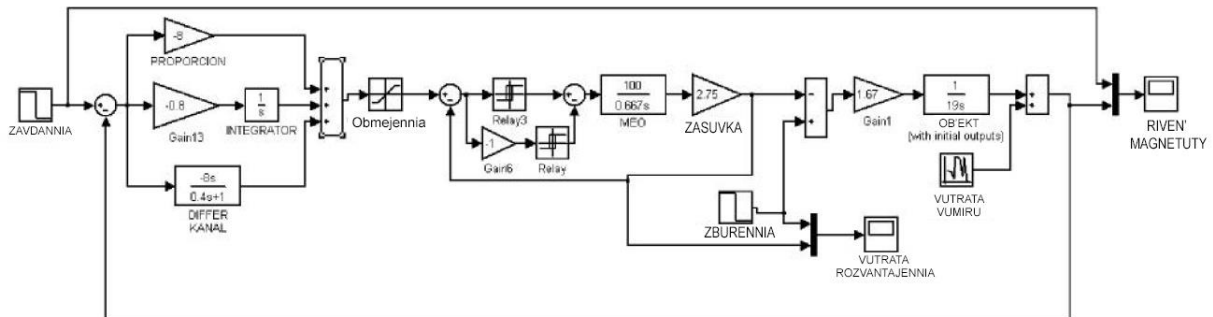 ZAVDANNIA
-8
PROPORCION
-0.8
Gain13
1
s
INTEGRATOR
-8s
0.4s+1
DIFFER
KANAL
Obmejennia
Relay3
-1
Gain6
Relay
100
0.667s
MEO
2.75
ZASUVKA
1.67
Gain1
1
19s
OB'EKT
(with initial outputs)
VUTRATA
VUMIRU
ZBURENNIA
VUTRATA
ROZVANTAJENNIA
RIVEN'
MAGNETUTY